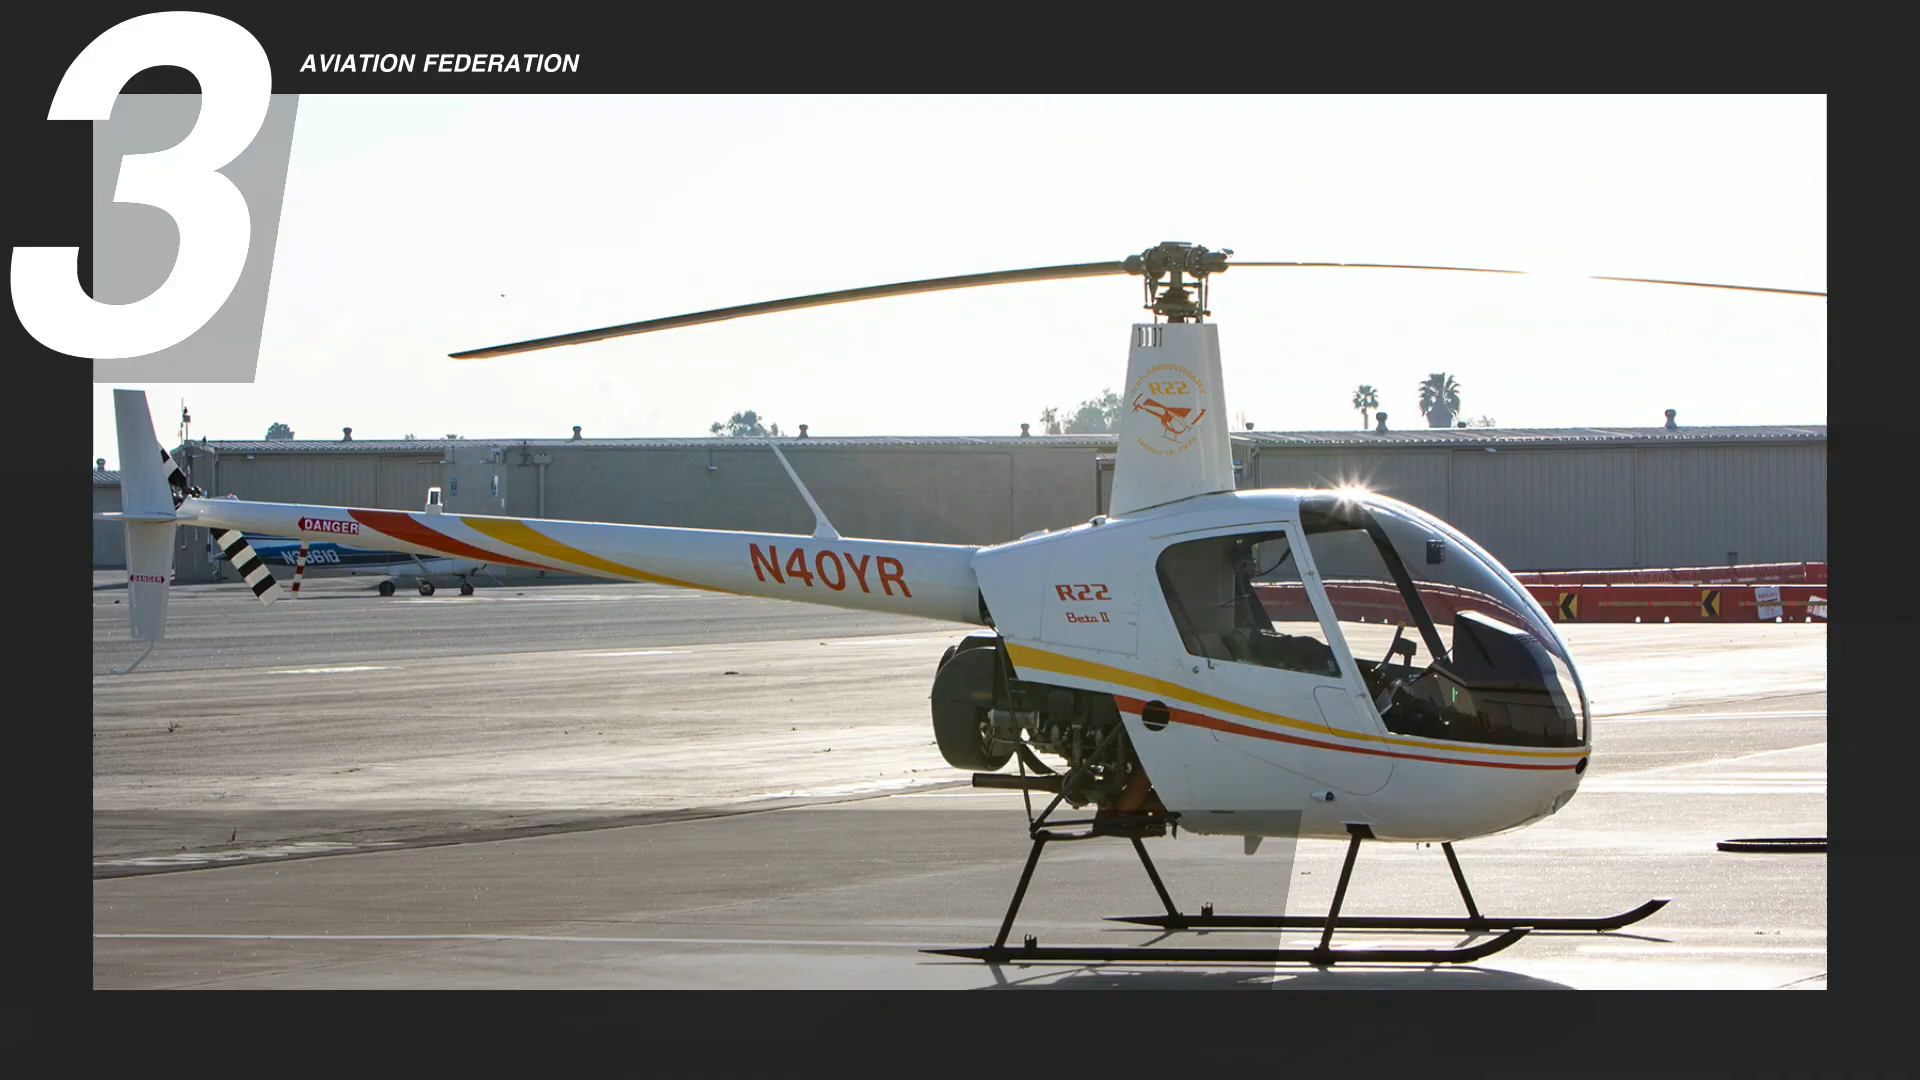 3
AVIATION FEDERATION
R22
DANGER
N40YR
DANGER
R22
Beta II